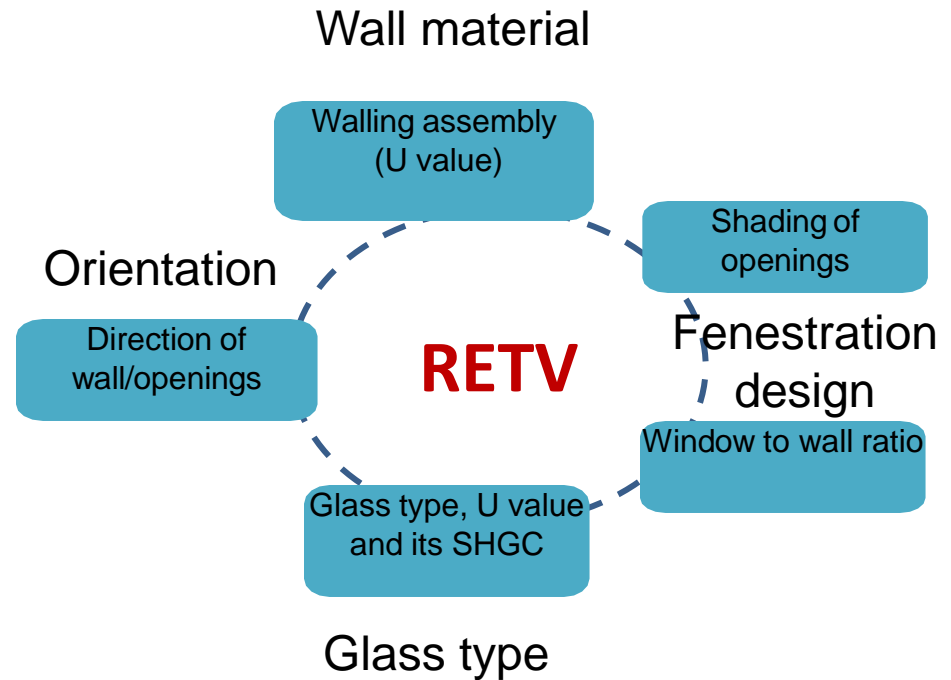 Wall material
Walling assembly
(U value)
Shading of
openings
Orientation
Direction of
wall/openings
RETV
Fenestration
design
Window to wall ratio
Glass type, U value
and its SHGC
Glass type